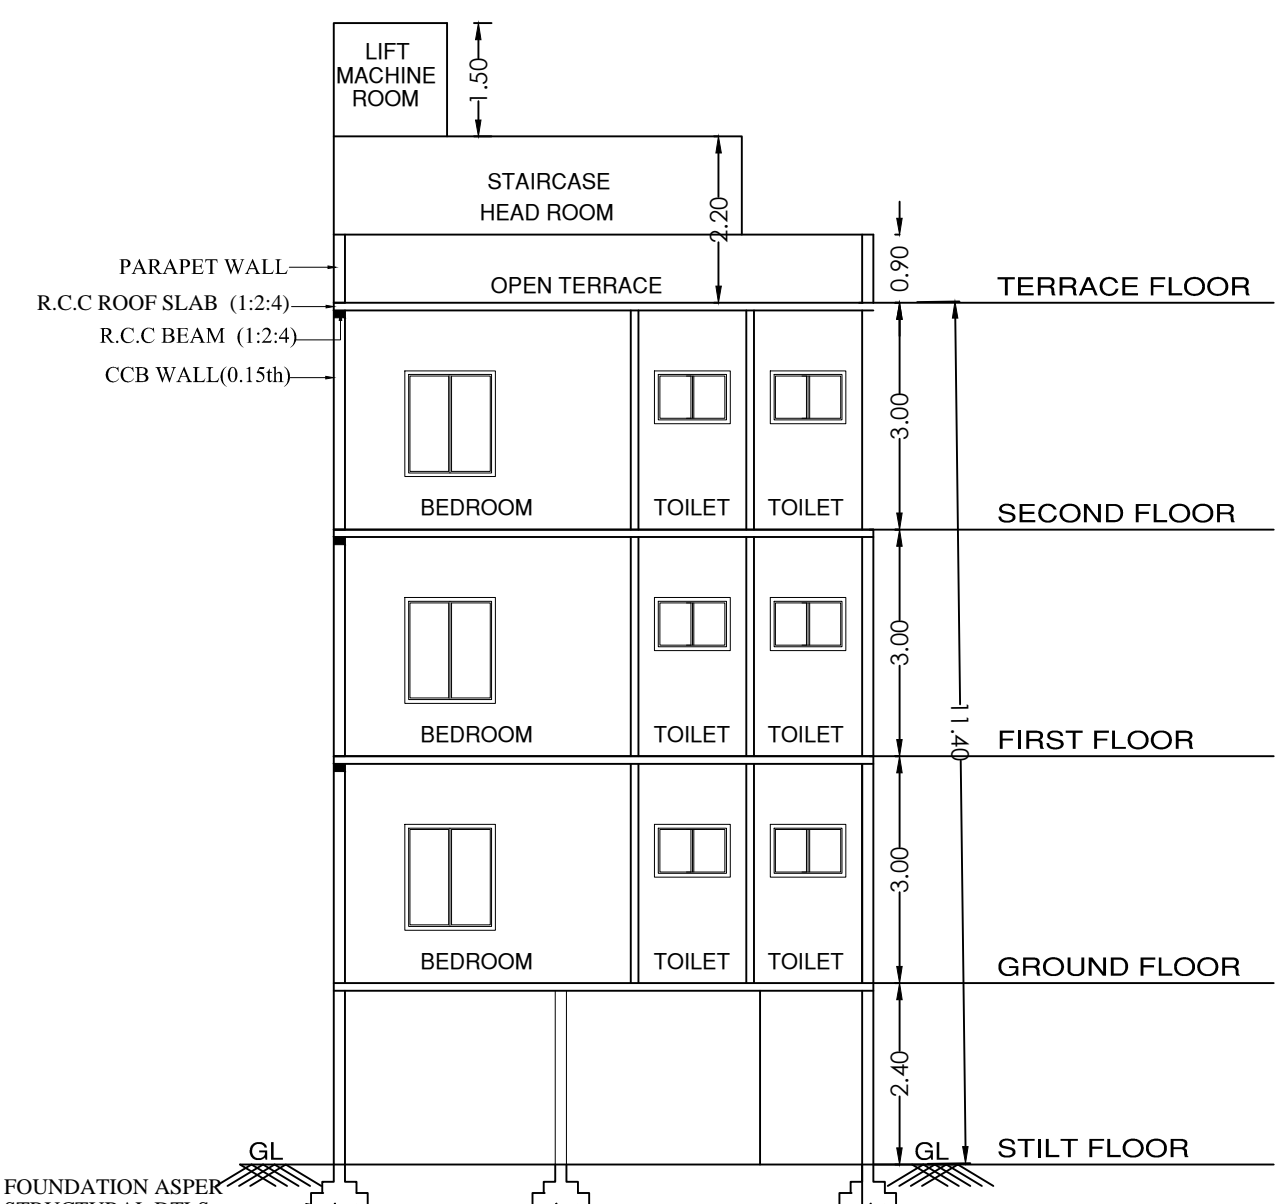 LIFT
MACHINE
ROOM
1.50
STAIRCASE
HEAD ROOM
2.20
0.90
PARAPET WALL
OPEN TERRACE
TERRACE FLOOR
R.C.C ROOF SLAB (1:2:4)
R.C.C BEAM (1:2:4)
CCB WALL(0.15th)
3.00
BEDROOM
TOILET
TOILET
SECOND FLOOR
3.00
BEDROOM
TOILET
TOILET
11.40
FIRST FLOOR
3.00
BEDROOM
TOILET
TOILET
GROUND FLOOR
2.40
GL
GL
STILT FLOOR
FOUNDATION ASPER
STRUCTURAL DTLS